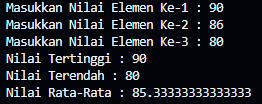 Masukkan Nilai Elemen Ke-1 : 90
Masukkan Nilai Elemen Ke-2 : 86
Masukkan Nilai Elemen Ke-3 : 80
Nilai Tertinggi : 90
Nilai Terendah : 80
Nilai Rata-Rata : 85.33333333333333